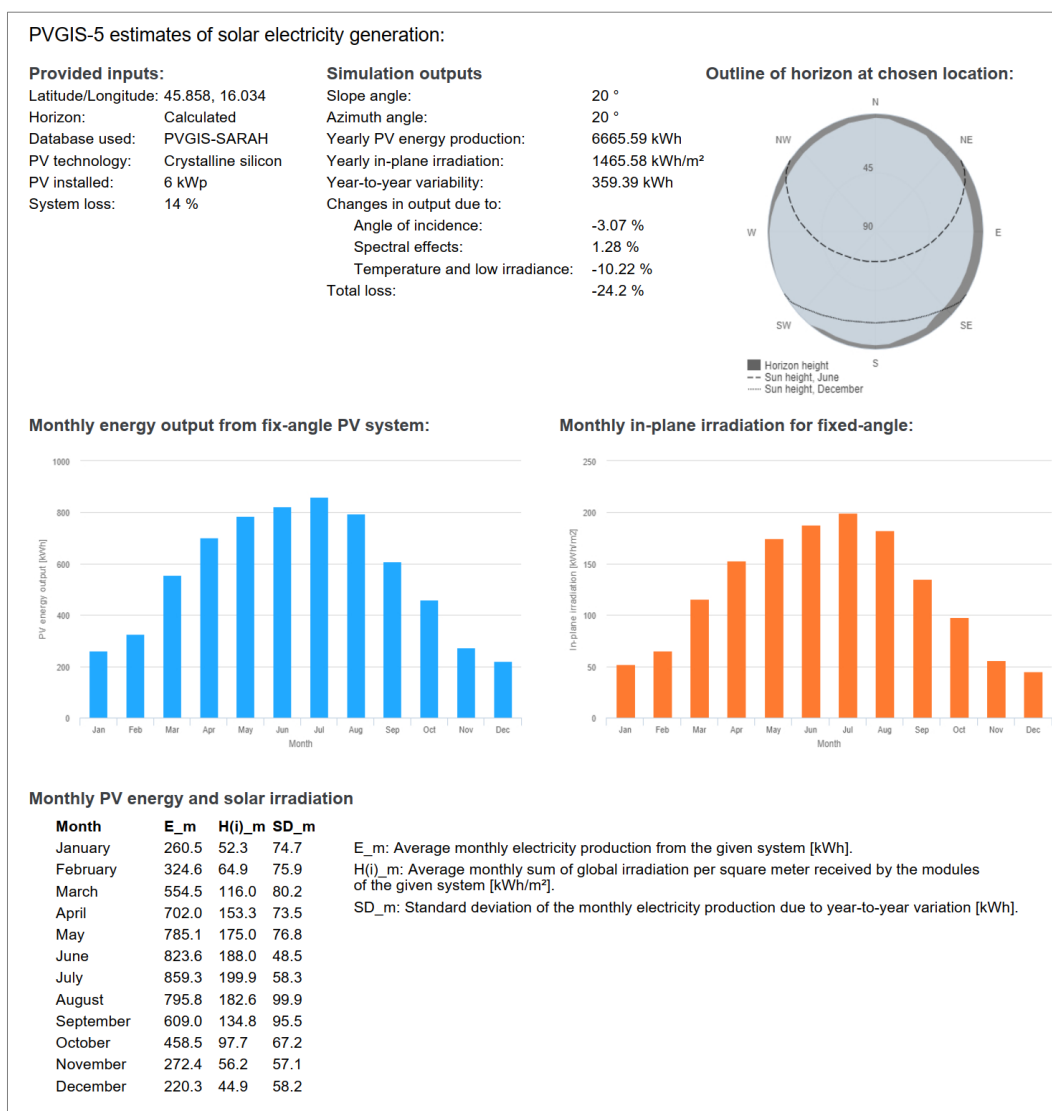 PVGIS-5 estimates of solar electricity generation:
Provided inputs:
Latitude/Longitude: 45.858, 16.034
Horizon: Calculated
Database used: PVGIS-SARAH
PV technology: Crystalline silicon
PV installed: 6 kWp
System loss: 14 %
Simulation outputs
Slope angle: 20 °
Azimuth angle: 20 °
Yearly PV energy production: 6665.59 kWh
Yearly in-plane irradiation: 1465.58 kWh/m²
Year-to-year variability: 359.39 kWh
Changes in output due to:
Angle of incidence: -3.07 %
Spectral effects: 1.28 %
Temperature and low irradiance: -10.22 %
Total loss: -24.2 %
Outline of horizon at chosen location:
N
NW NE
45
90
W E
SW SE
S
Horizon height
Sun height, June
Sun height, December
Monthly energy output from fix-angle PV system:
1000
800
600
400
200
0
PV energy output [kWh]
Jan Feb Mar Apr May Jun Jul Aug Sep Oct Nov Dec
Month
Monthly in-plane irradiation for fixed-angle:
250
200
150
100
50
0
In-plane irradiation [kWh/m2]
Jan Feb Mar Apr May Jun Jul Aug Sep Oct Nov Dec
Month
Monthly PV energy and solar irradiation
Month E_m H(i)_m SD_m
January 260.5 52.3 74.7
February 324.6 64.9 75.9
March 554.5 116.0 80.2
April 702.0 153.3 73.5
May 785.1 175.0 76.8
June 823.6 188.0 48.5
July 859.3 199.9 58.3
August 795.8 182.6 99.9
September 609.0 134.8 95.5
October 458.5 97.7 67.2
November 272.4 56.2 57.1
December 220.3 44.9 58.2
E_m: Average monthly electricity production from the given system [kWh].
H(i)_m: Average monthly sum of global irradiation per square meter received by the modules
of the given system [kWh/m²].
SD_m: Standard deviation of the monthly electricity production due to year-to-year variation [kWh].